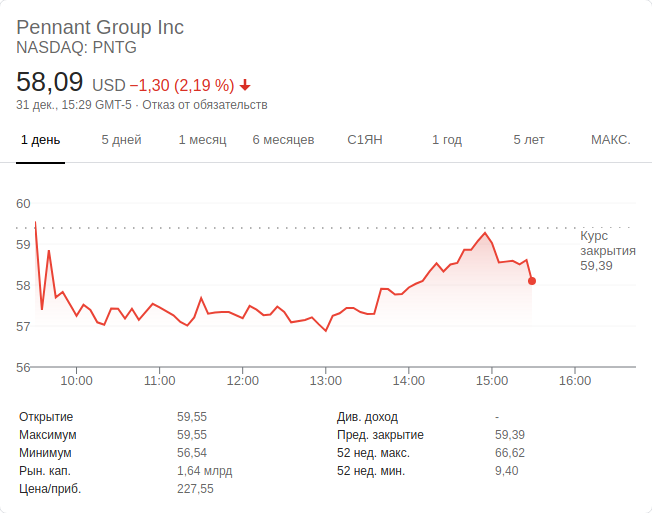 Pennant Group Inc
NASDAQ: PNTG
58,09 USD −1,30 (2,19 %)
31 дек., 15:29 GMT-5 · Отказ от обязательств
1 день 5 дней 1 месяц 6 месяцев С1ЯН 1 год 5 лет МАКС.
60
59
58
57
56
Курс
закрытия
59,39
10:00 11:00 12:00 13:00 14:00 15:00 16:00
Открытие 59,55
Максимум 59,55
Минимум 56,54
Рын. кап. 1,64 млрд
Цена/приб. 227,55
Див. доход -
Пред. закрытие 59,39
52 нед. макс. 66,62
52 нед. мин. 9,40